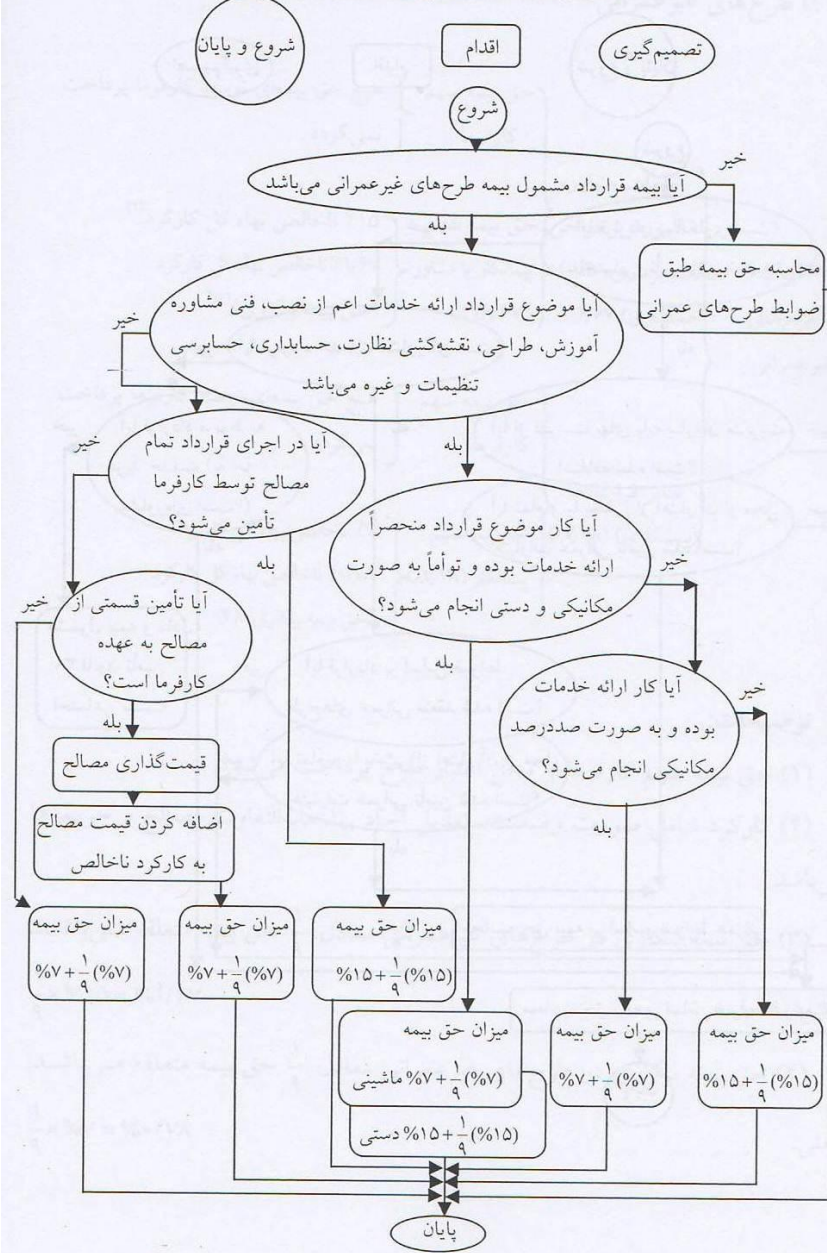 تصمیم‌گیری
اقدام
شروع و پایان
شروع
آیا بیمه قرارداد مشمول بیمه طرح‌های غیرعمرانی می‌باشد
خیر
بله
محاسبه حق بیمه طبق
ضوابط طرح‌های عمرانی
آیا موضوع قرارداد ارائه خدمات اعم از نصب، فنی مشاوره
آموزش، طراحی، نقشه‌کشی نظارت، حسابداری، حسابرسی
تنظیمات و غیره می‌باشد
خیر
بله
آیا در اجرای قرارداد تمام
مصالح توسط کارفرما
تأمین می‌شود؟
خیر
بله
آیا کار موضوع قرارداد منحصراً
ارائه خدمات بوده و توأماً به صورت
مکانیکی و دستی انجام می‌شود؟
خیر
بله
آیا تأمین قسمتی از
مصالح به عهده
کارفرما است؟
خیر
بله
آیا کار ارائه خدمات
بوده و به صورت صددرصد
مکانیکی انجام می‌شود؟
خیر
بله
قیمت‌گذاری مصالح
اضافه کردن قیمت مصالح
به کارکرد ناخالص
میزان حق بیمه
%۷+۱/۹(%۷)
میزان حق بیمه
%۷+۱/۹(%۷)
میزان حق بیمه
%۱۵+۱/۹(%۱۵)
میزان حق بیمه
%۷+۱/۹(%۷) ماشینی
%۱۵+۱/۹(%۱۵) دستی
میزان حق بیمه
%۷+۱/۹(%۷)
میزان حق بیمه
%۱۵+۱/۹(%۱۵)
پایان